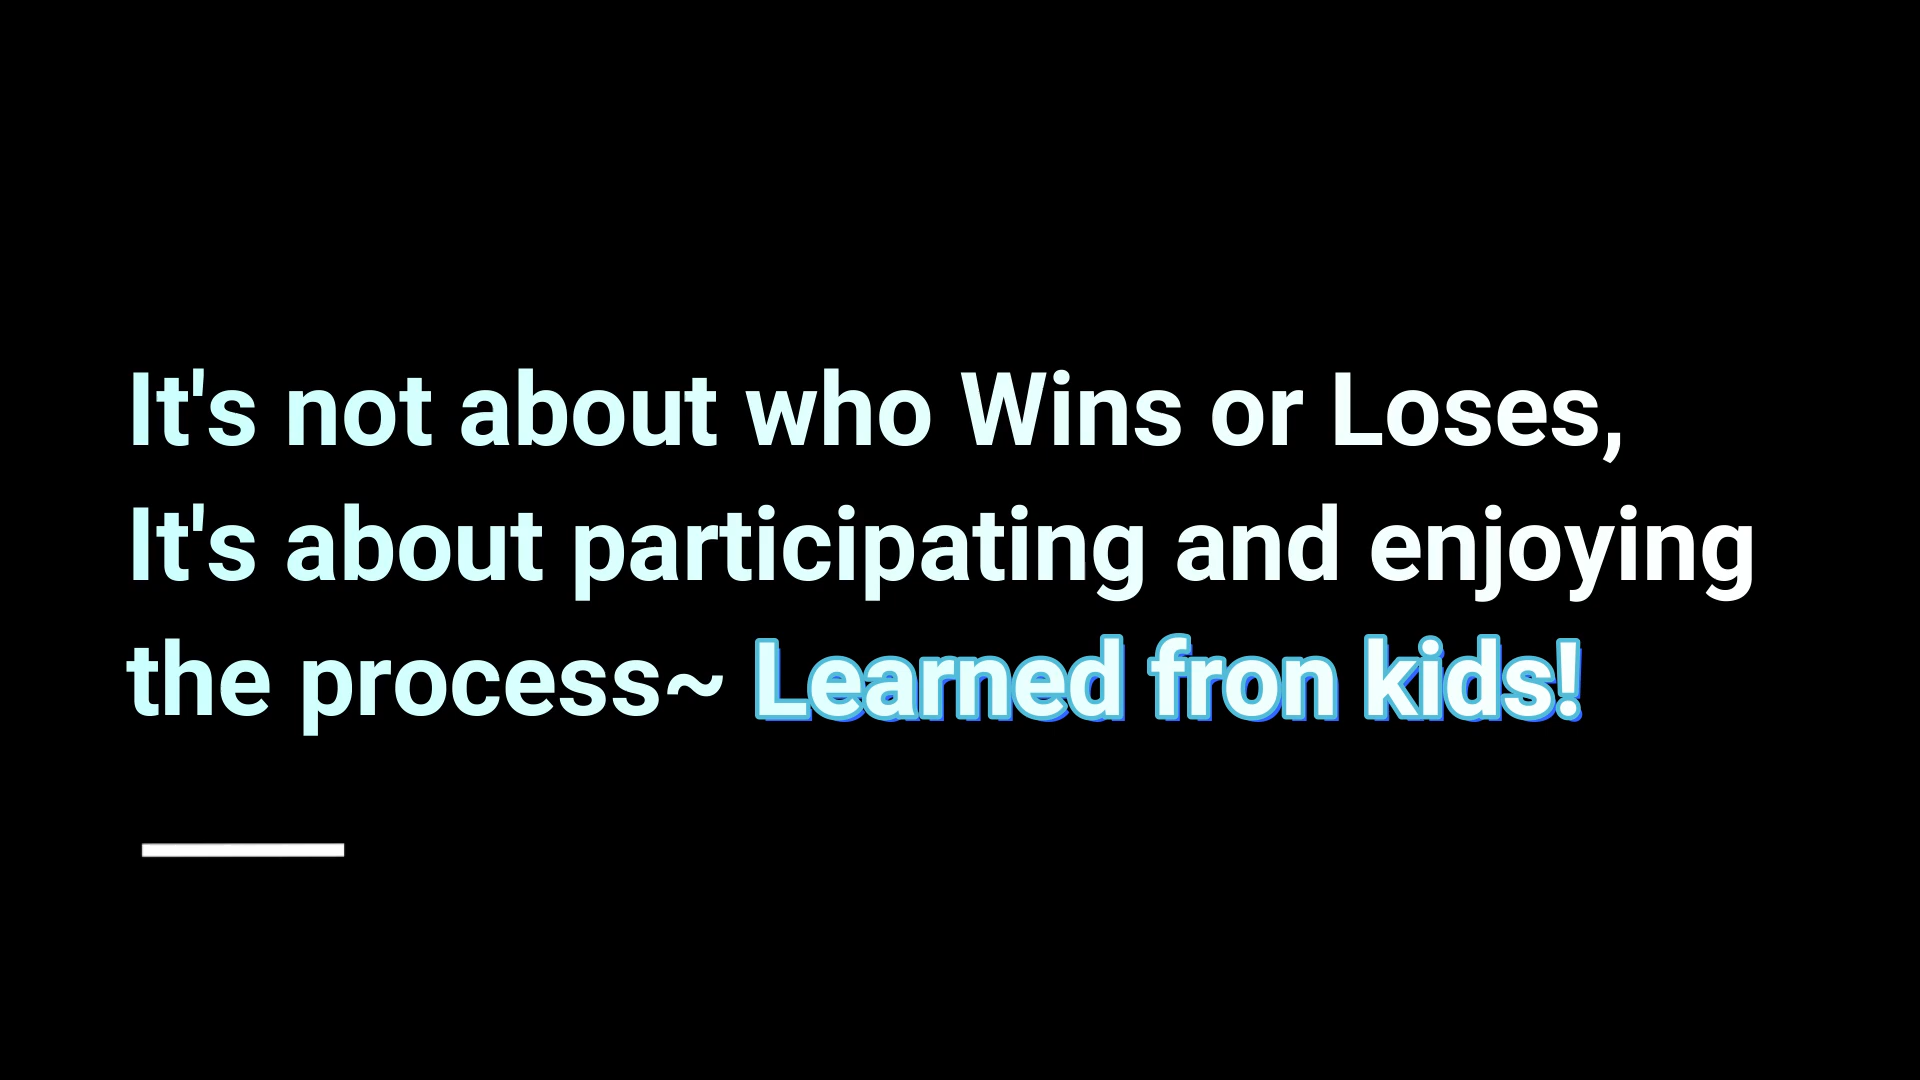 It's not about who Wins or Loses,
It's about participating and enjoying
the process~ Learned fron kids!